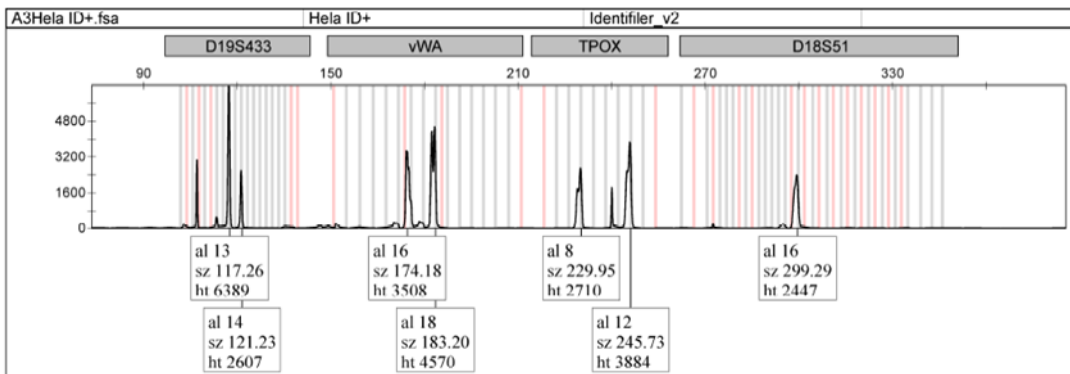 A3Hela ID+.fsa Hela ID+ Identifiler_v2
D19S433 vWA TPOX D18S51
90 150 210 270 330
4800
3200
1600
0
al 13
sz 117.26
ht 6389
al 16
sz 174.18
ht 3508
al 8
sz 229.95
ht 2710
al 16
sz 299.29
ht 2447
al 14
sz 121.23
ht 2607
al 18
sz 183.20
ht 4570
al 12
sz 245.73
ht 3884